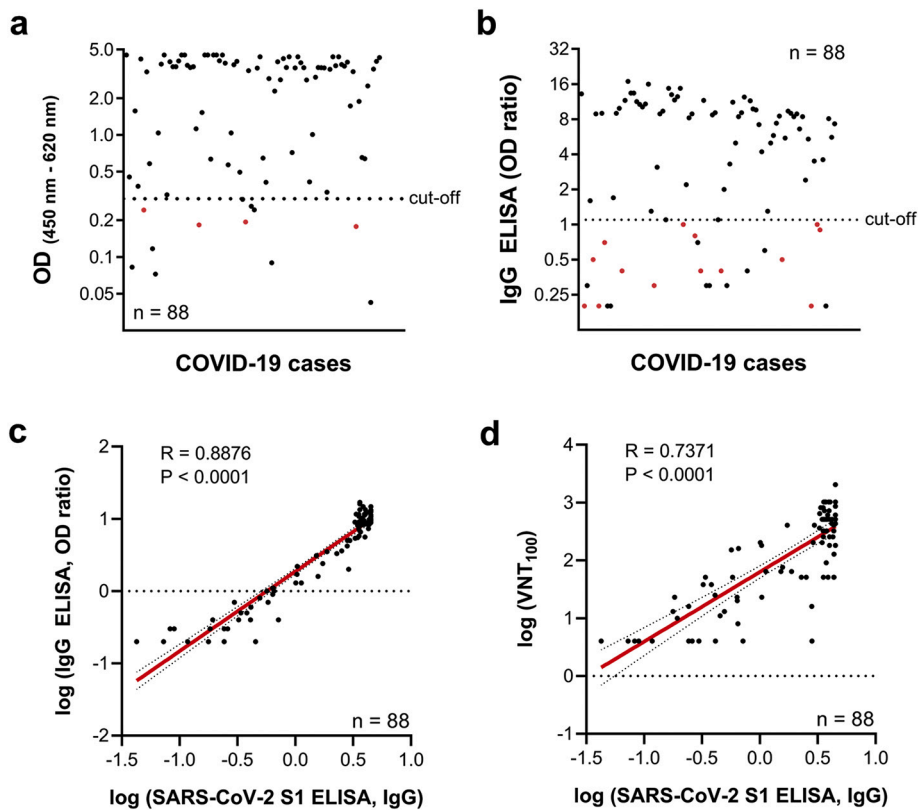 a
OD (450 nm - 620 nm)
5.0
2.0
1.0
0.5
0.2
0.1
0.05
cut-off
n = 88
COVID-19 cases
b
IgG ELISA (OD ratio)
32
16
8
4
2
1
0.5
0.25
n = 88
cut-off
COVID-19 cases
c
log (IgG ELISA, OD ratio)
2
1
0
-1
-2
R = 0.8876
P < 0.0001
n = 88
-1.5 -1.0 -0.5 0.0 0.5 1.0
log (SARS-CoV-2 S1 ELISA, IgG)
d
log (VNT100)
4
3
2
1
0
-1
R = 0.7371
P < 0.0001
n = 88
-1.5 -1.0 -0.5 0.0 0.5 1.0
log (SARS-CoV-2 S1 ELISA, IgG)